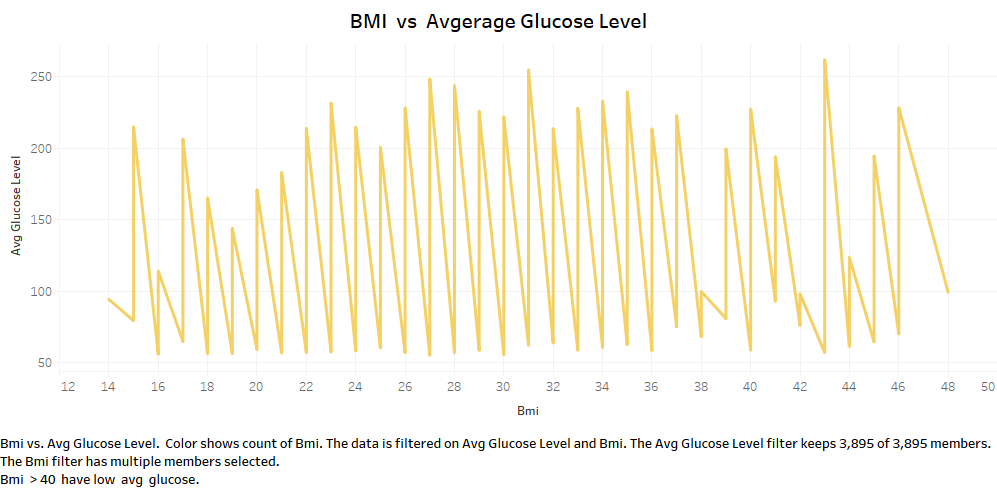 BMI vs Avgerage Glucose Level
250
200
150
100
50
Avg Glucose Level
12 14 16 18 20 22 24 26 28 30 32 34 36 38 40 42 44 46 48 50
Bmi
Bmi vs. Avg Glucose Level. Color shows count of Bmi. The data is filtered on Avg Glucose Level and Bmi. The Avg Glucose Level filter keeps 3,895 of 3,895 members.
The Bmi filter has multiple members selected.
Bmi > 40 have low avg glucose.